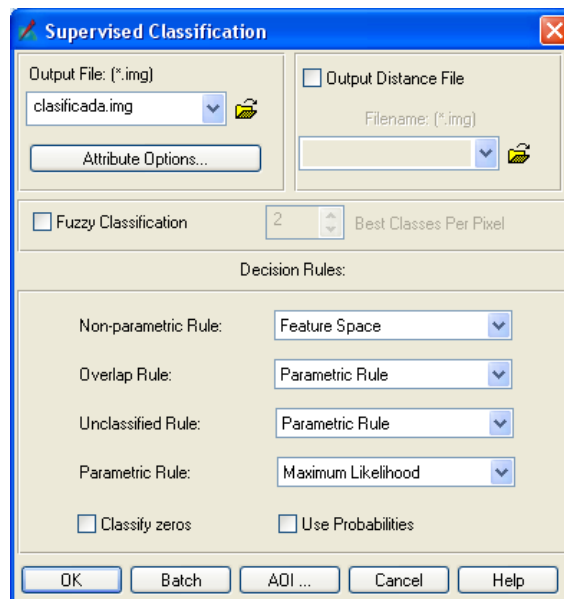 Supervised Classification
Output File: (*.img)
clasificada.img
Attribute Options...
Output Distance File
Filename: (*.img)
Fuzzy Classification
2
Best Classes Per Pixel
Decision Rules:
Non-parametric Rule:
Feature Space
Overlap Rule:
Parametric Rule
Unclassified Rule:
Parametric Rule
Parametric Rule:
Maximum Likelihood
Classify zeros
Use Probabilities
OK
Batch
AOI ...
Cancel
Help